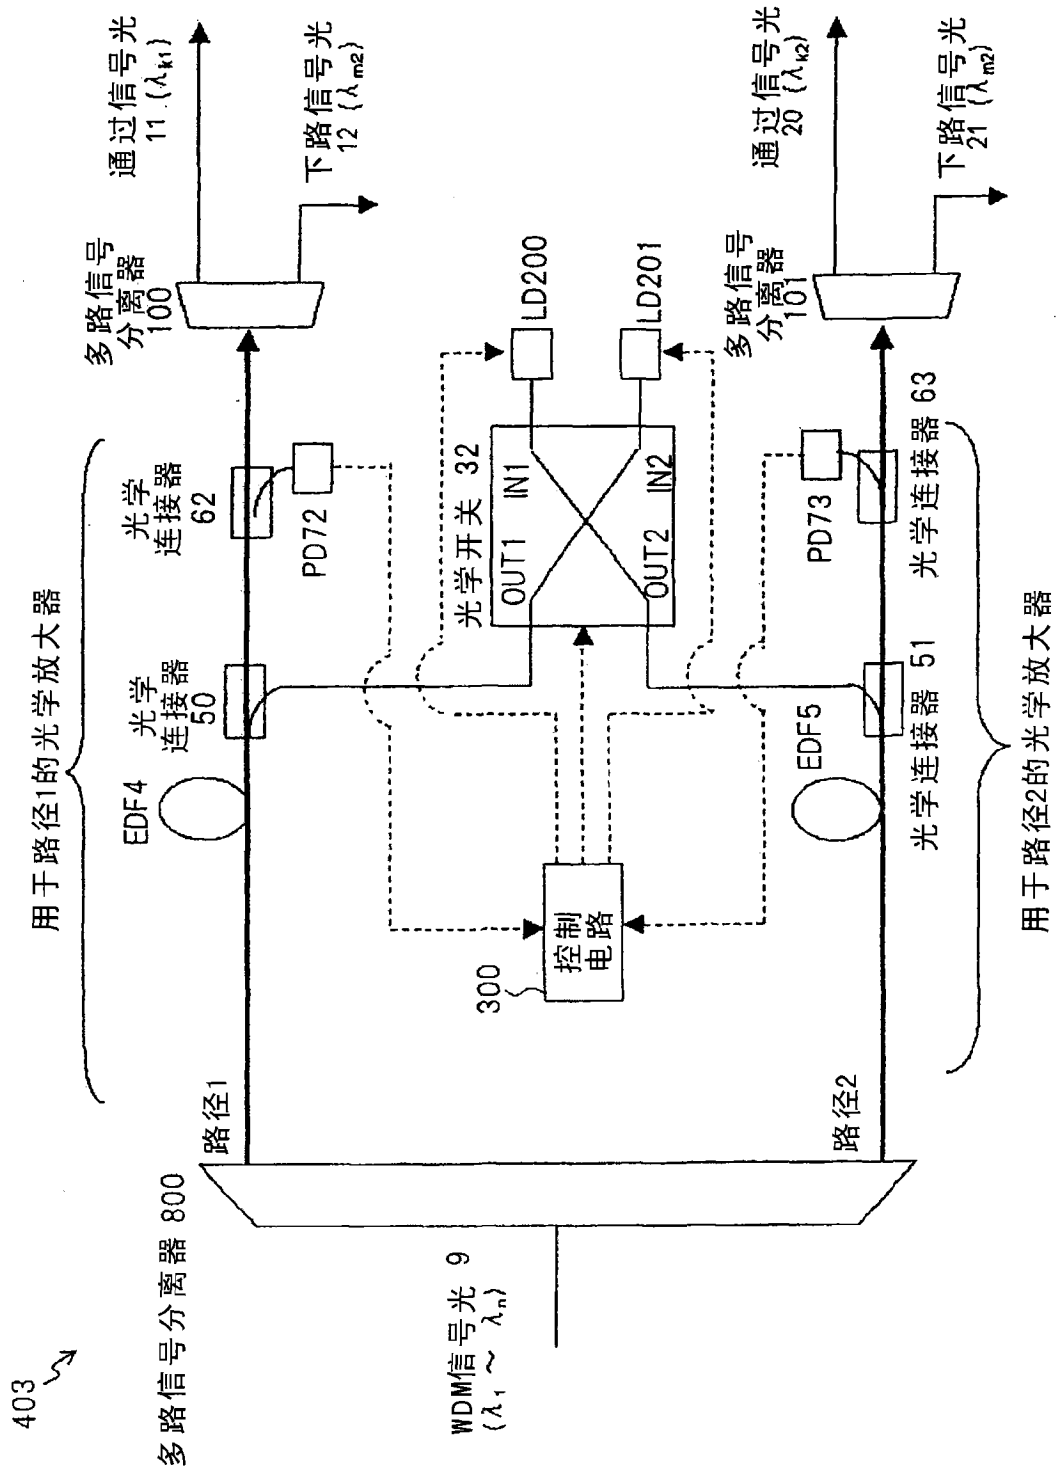 403
多路信号分离器 800
WDM信号光 9
(λ₁ ～ λn)
路径1
路径2
用于路径1的光学放大器
EDF4
光学
连接器
50
光学
连接器
62
PD72
多路信号
分离器
100
通过信号光
11 (λk1)
下路信号光
12 (λm2)
300
控制
电路
光学开关 32
OUT1
IN1
OUT2
IN2
LD200
LD201
EDF5
光学连接器 51
PD73
光学连接器 63
多路信号
分离器
101
通过信号光
20 (λk2)
下路信号光
21 (λm2)
用于路径2的光学放大器